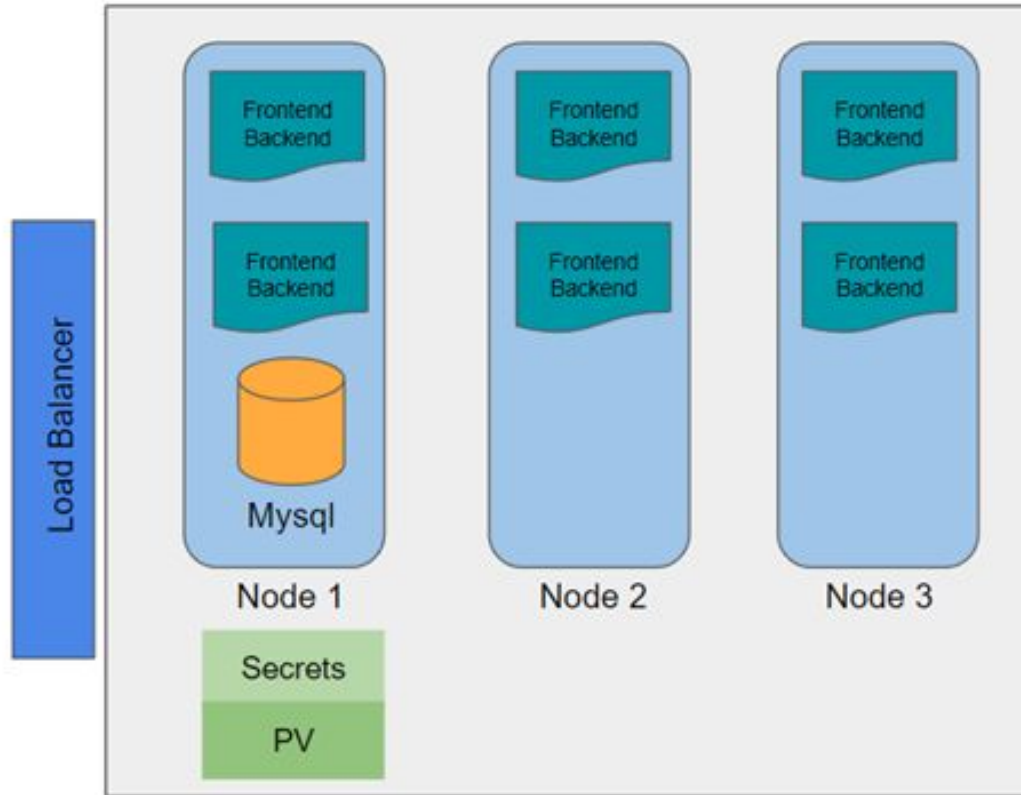 Load Balancer
Frontend
Backend
Frontend
Backend
Mysql
Node 1
Secrets
PV
Frontend
Backend
Frontend
Backend
Node 2
Frontend
Backend
Frontend
Backend
Node 3